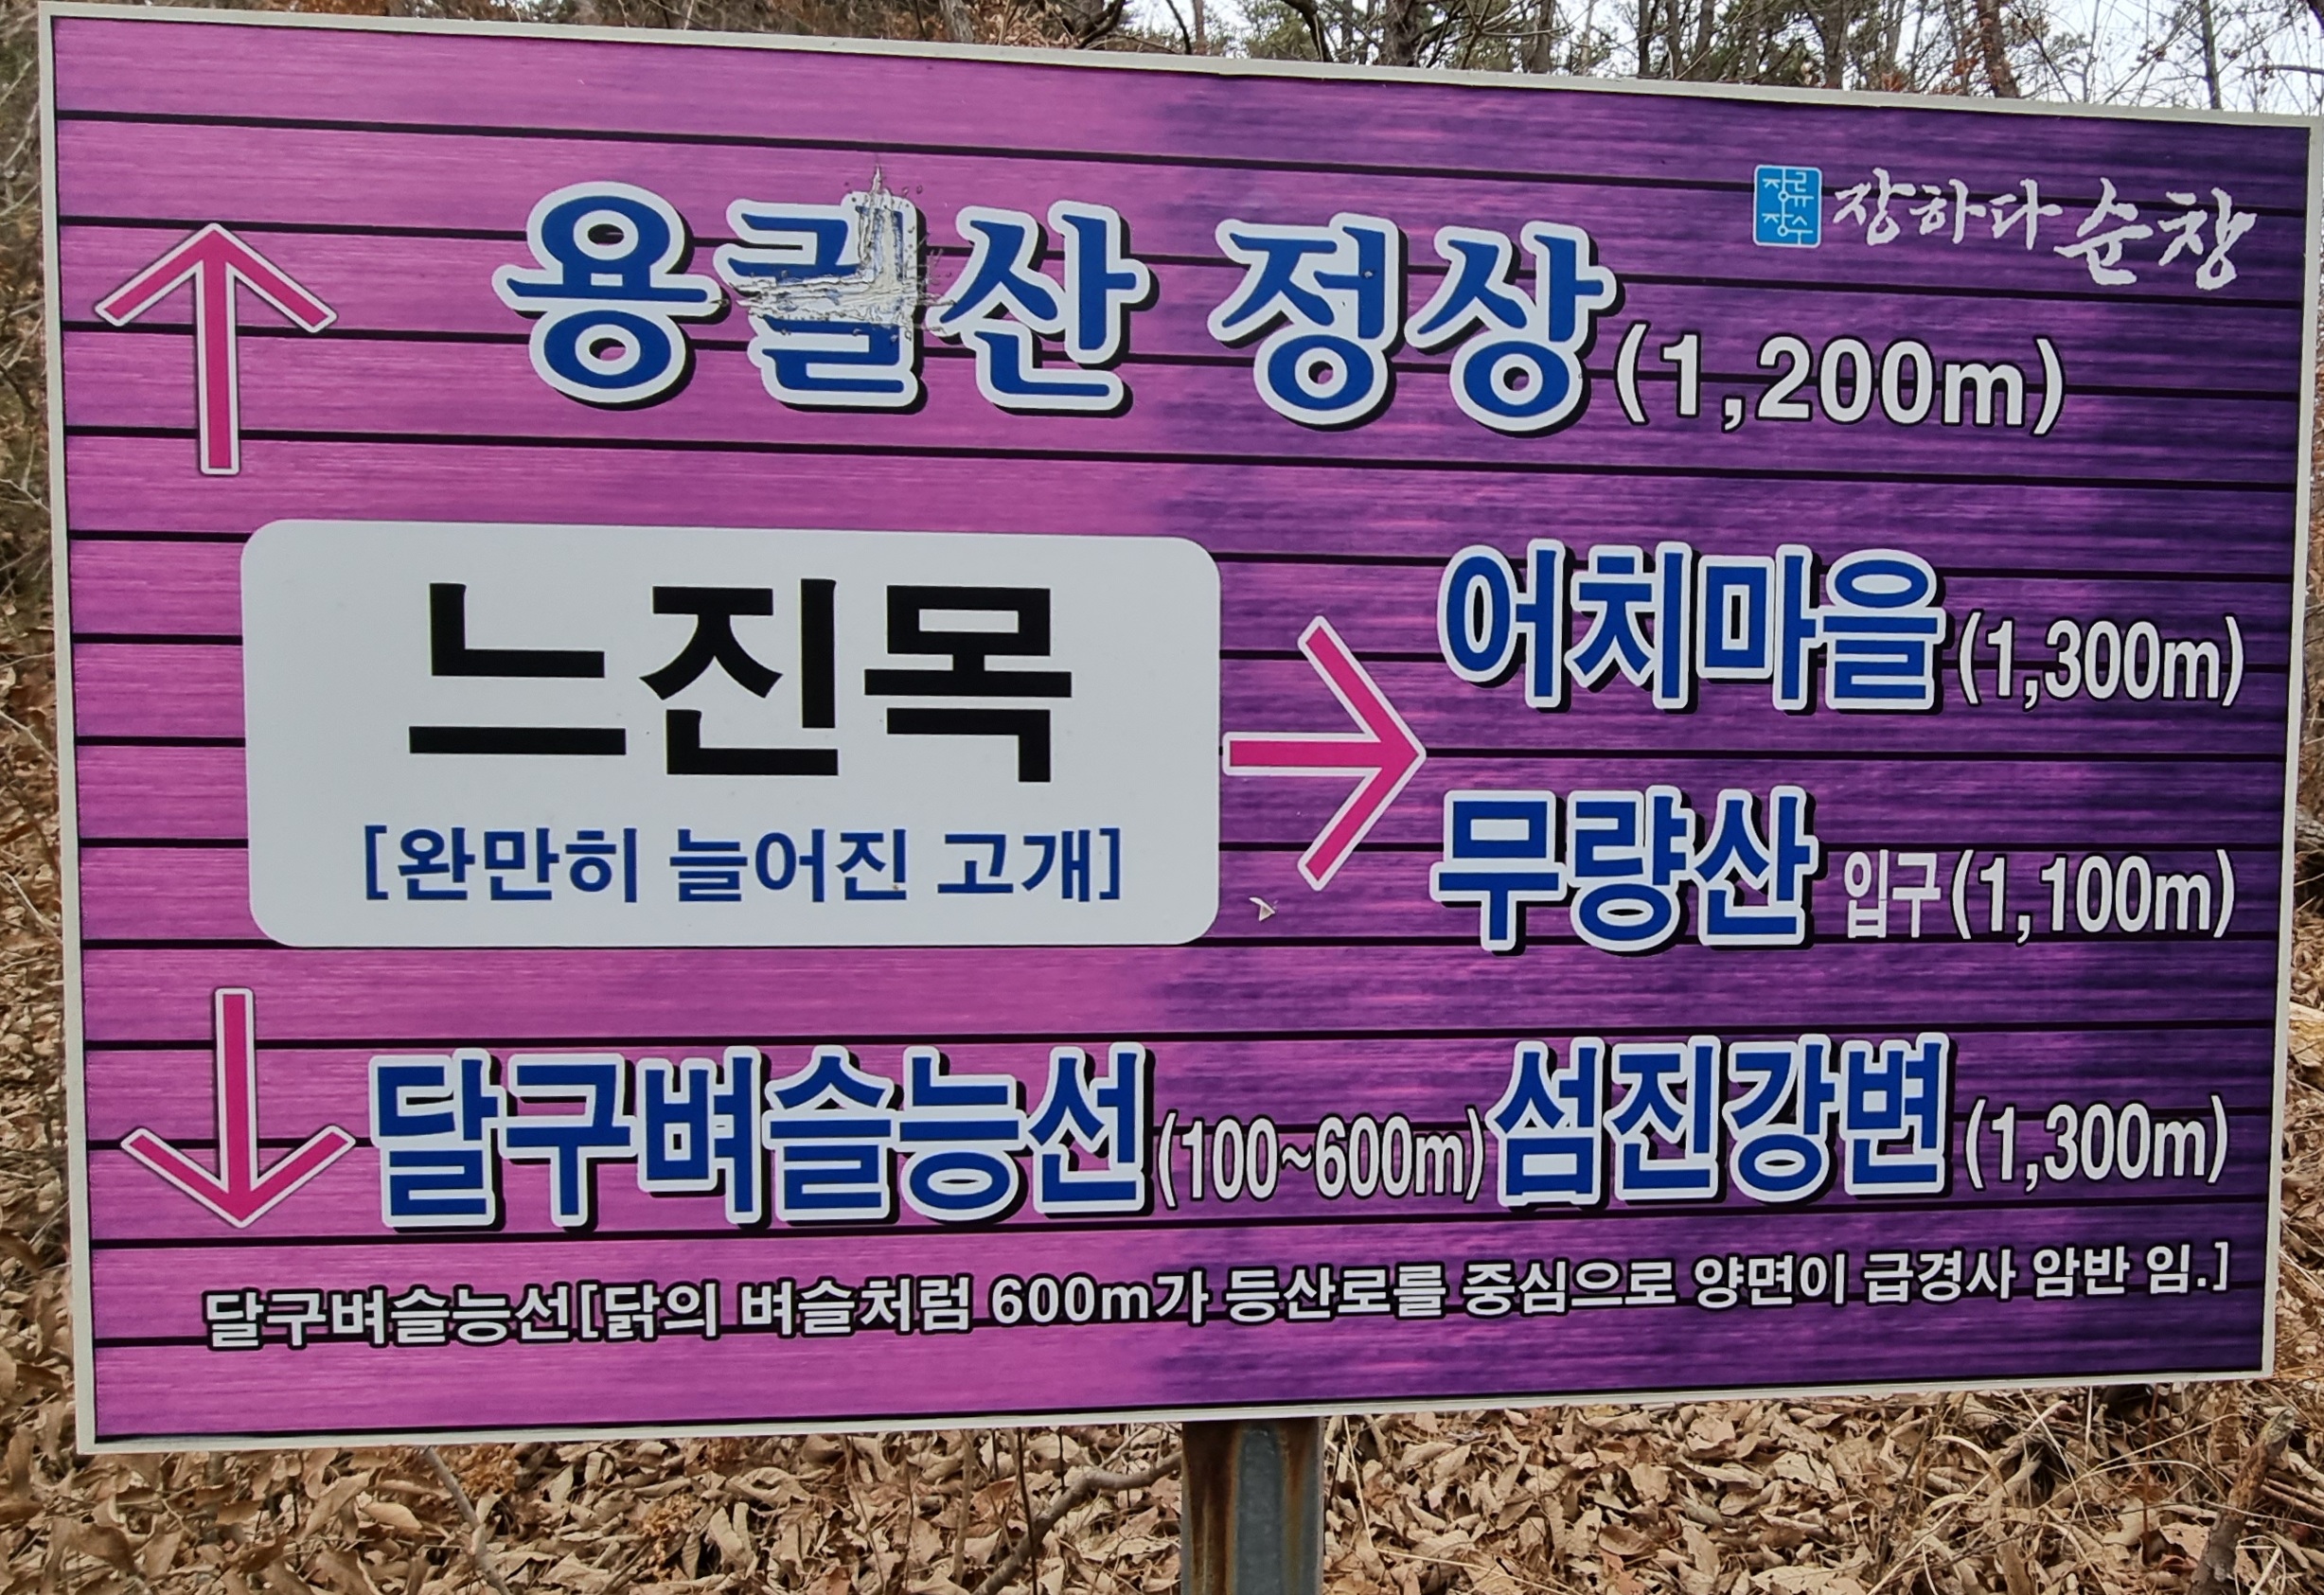 장류
장수
장하다 순창
용궐산 정상(1,200m)
느진목
[완만히 늘어진 고개]
어치마을(1,300m)
무량산 입구(1,100m)
달구벼슬능선(100~600m)섬진강변(1,300m)
달구벼슬능선[닭의 벼슬처럼 600m가 등산로를 중심으로 양면이 급경사 암반 임.]